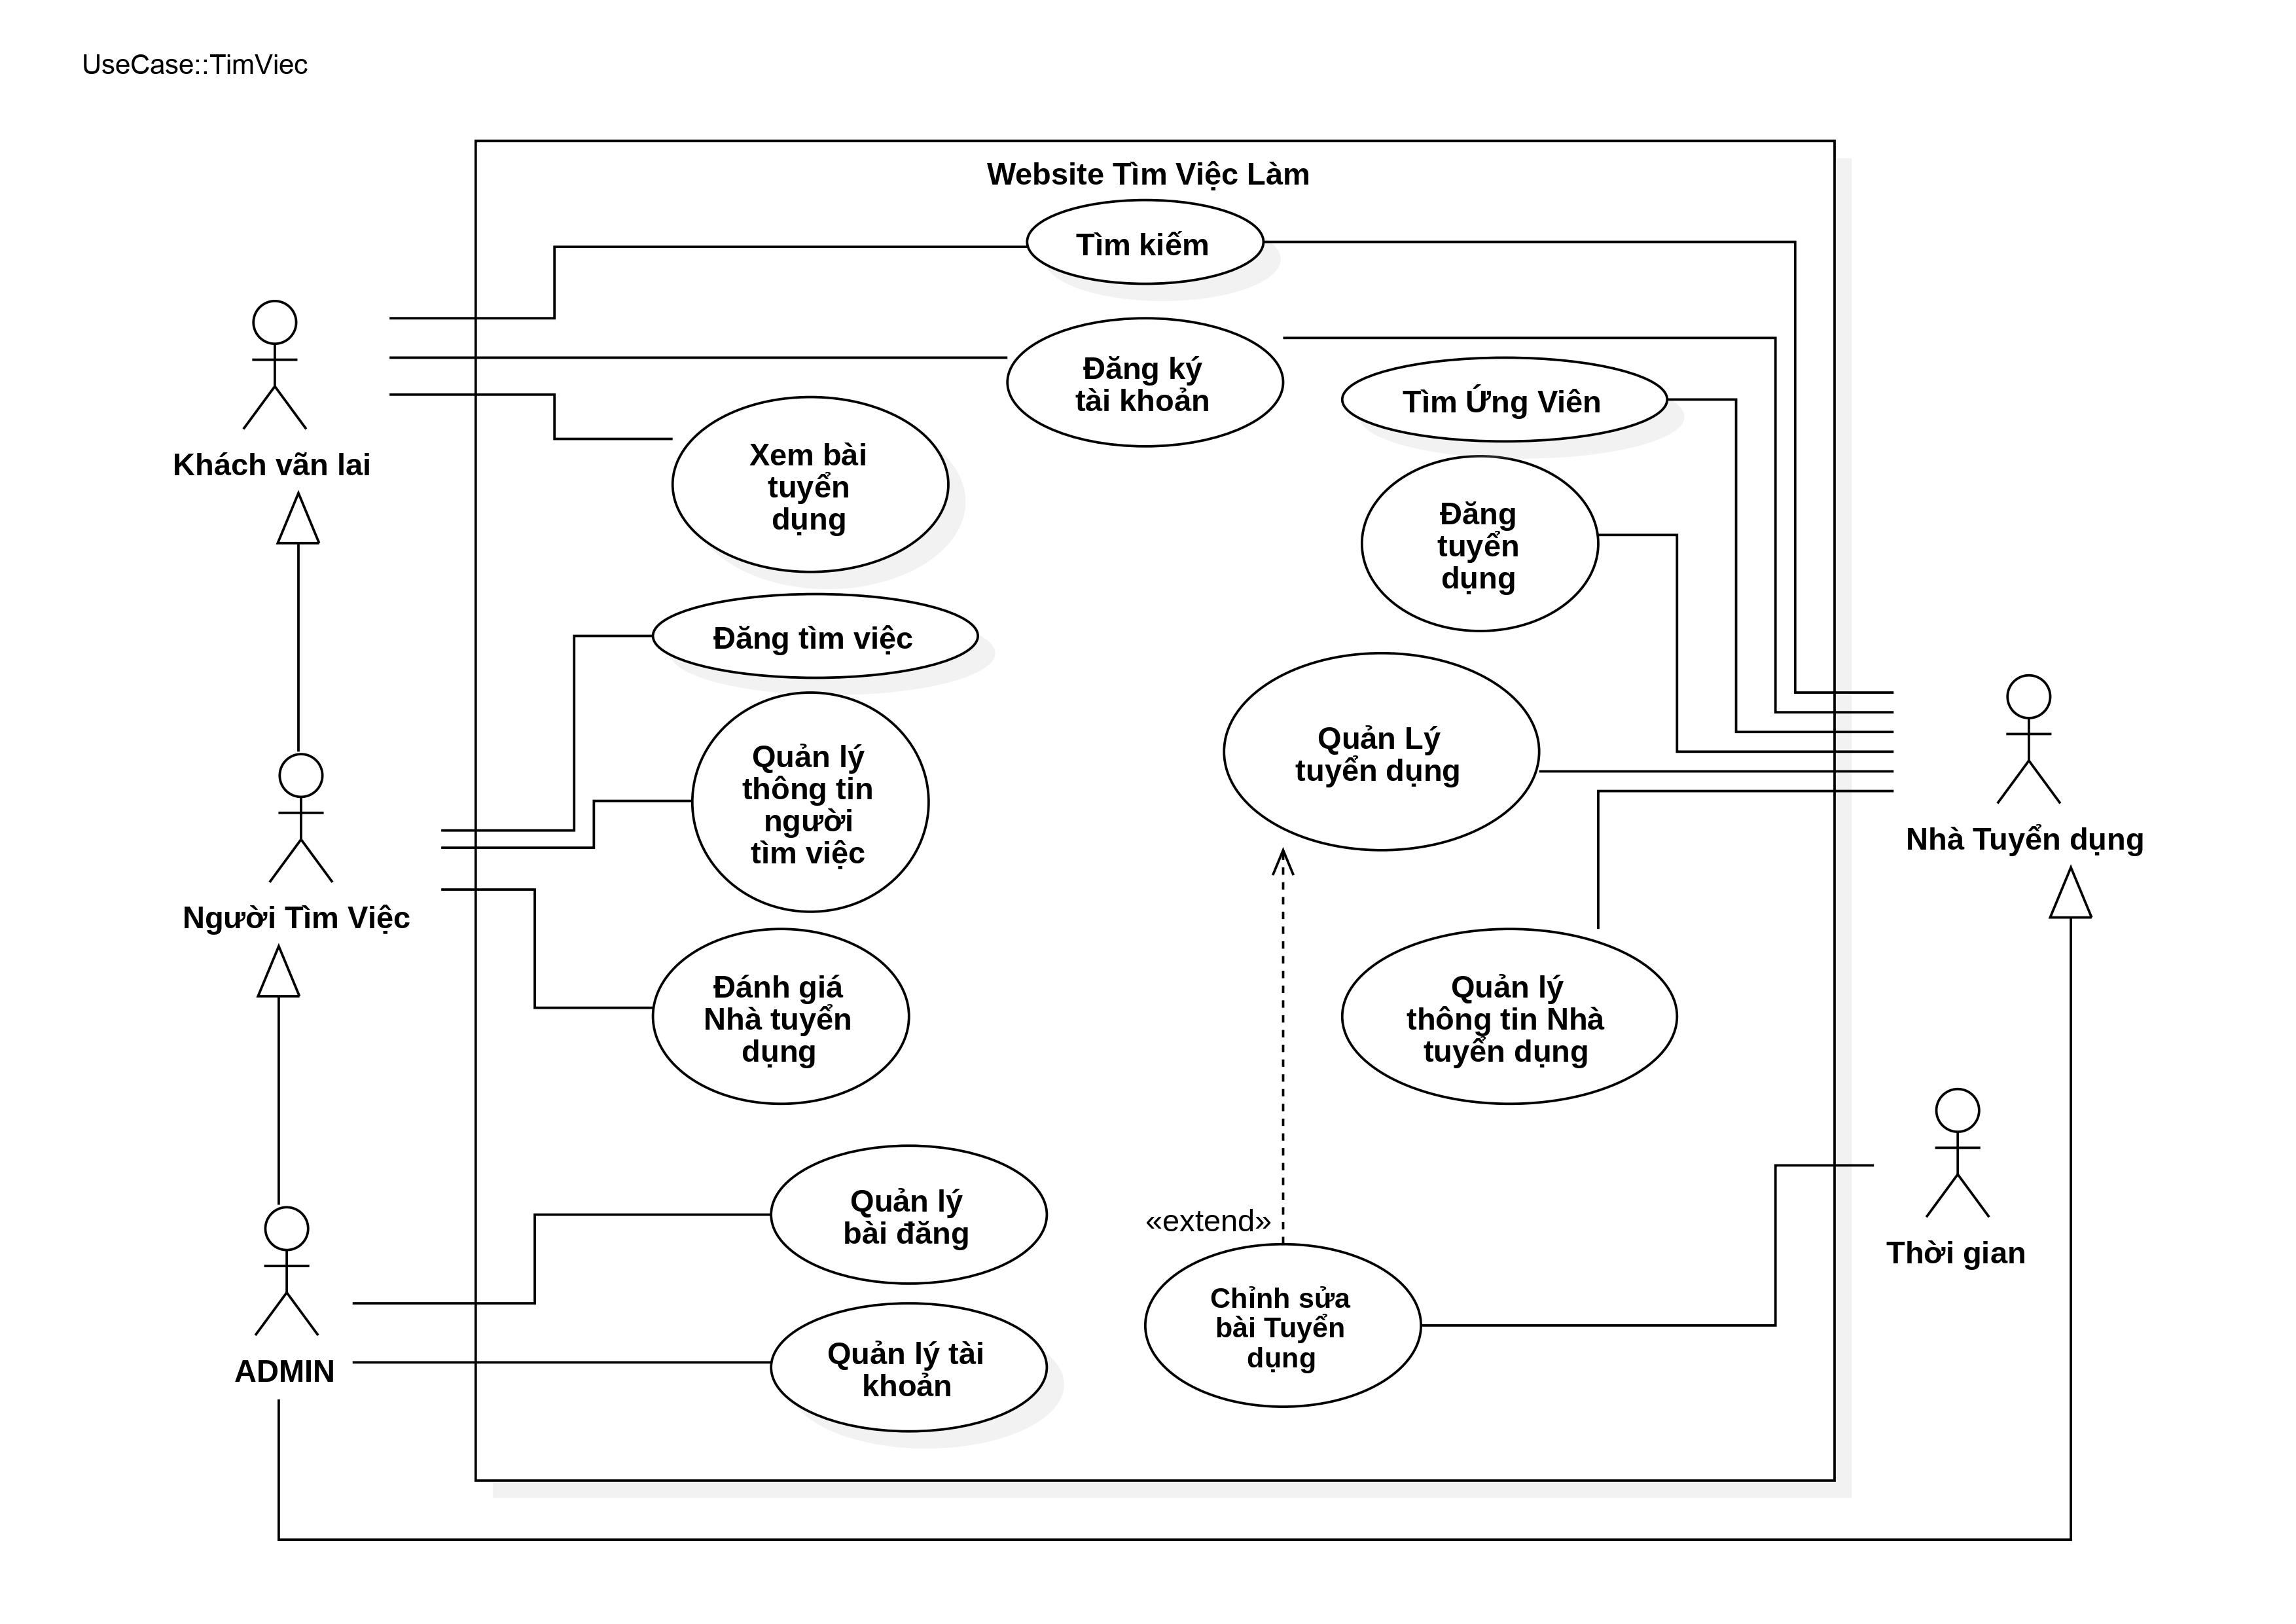 UseCase::TimViec
Website Tìm Việc Làm
Tìm kiếm
Đăng ký
tài khoản
Tìm Ứng Viên
Khách vãn lai
Xem bài
tuyển
dụng
Đăng
tuyển
dụng
Đăng tìm việc
Quản lý
thông tin
người
tìm việc
Quản Lý
tuyển dụng
Nhà Tuyển dụng
Người Tìm Việc
Đánh giá
Nhà tuyển
dụng
Quản lý
thông tin Nhà
tuyển dụng
Quản lý
bài đăng
«extend»
Thời gian
Chỉnh sửa
bài Tuyển
dụng
ADMIN
Quản lý tài
khoản